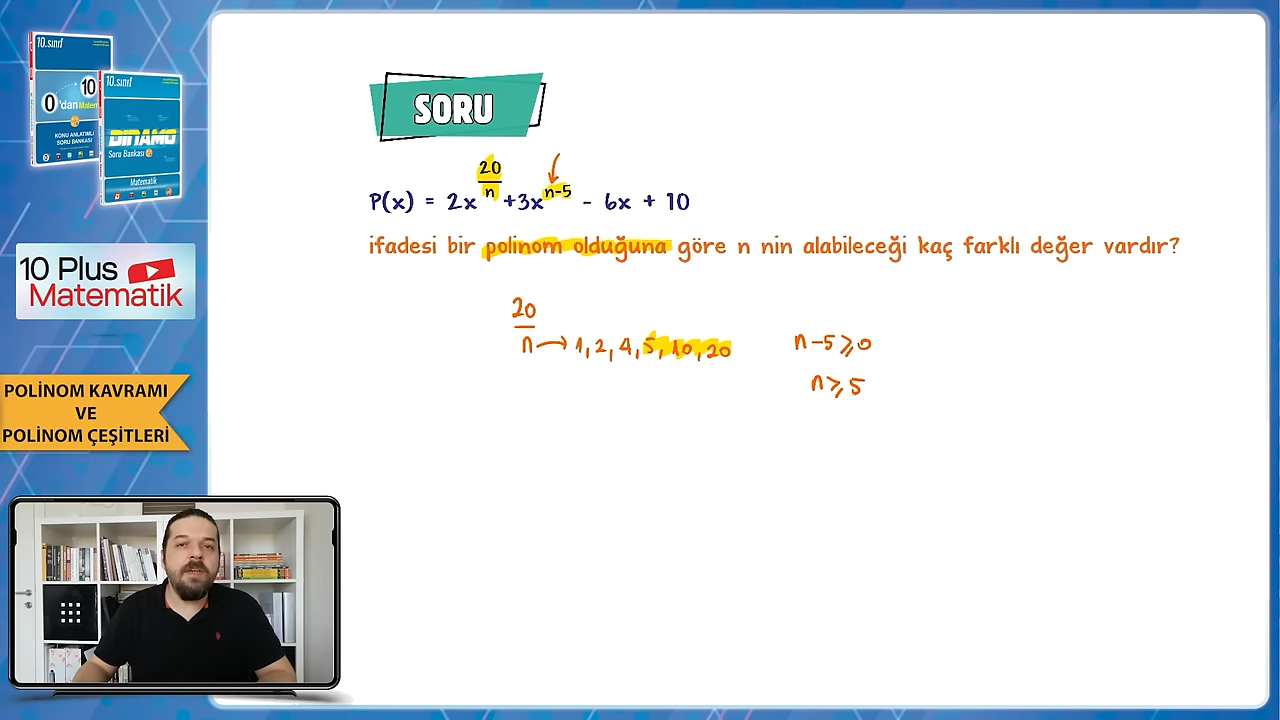 10.sınıf
10
0'dan Matem
KONU ANLATIMLI
SORU BANKASI
10.sınıf
DİNAMO
Soru Bankası
Matematik
10 Plus
Matematik
POLİNOM KAVRAMI
VE
POLİNOM ÇEŞİTLERİ
SORU
P(x) = 2x^(20/n) +3x^(n-5) - 6x + 10
ifadesi bir polinom olduğuna göre n nin alabileceği kaç farklı değer vardır?
20
n → 1, 2, 4, 5, 10, 20
n-5 ⩾ 0
n ⩾ 5